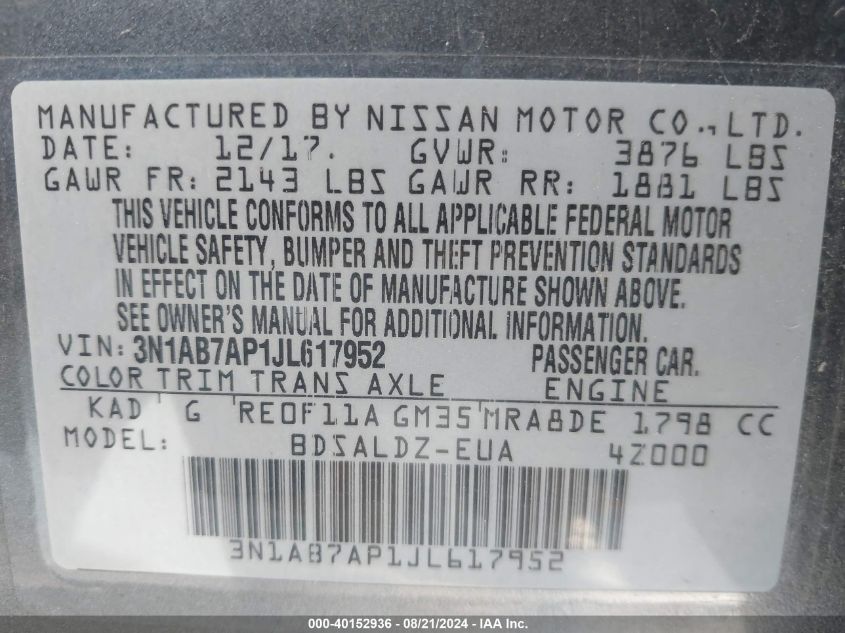 MANUFACTURED BY NISSAN MOTOR CO., LTD.
DATE: 12/17. GVWR: 3876 LBS
GAWR FR: 2143 LBS GAWR RR: 1881 LBS
THIS VEHICLE CONFORMS TO ALL APPLICABLE FEDERAL MOTOR
VEHICLE SAFETY, BUMPER AND THEFT PREVENTION STANDARDS
IN EFFECT ON THE DATE OF MANUFACTURE SHOWN ABOVE.
SEE OWNER'S MANUAL FOR ADDITIONAL INFORMATION.
VIN: 3N1AB7AP1JL617952 PASSENGER CAR.
COLOR TRIM TRANS AXLE ENGINE
KAD G RE0F11A GM35 MRA8DE 1798 CC
MODEL: BDSALDZ-EUA 4Z000
3N1AB7AP1JL617952
000-40152936 - 08/21/2024 - IAA Inc.